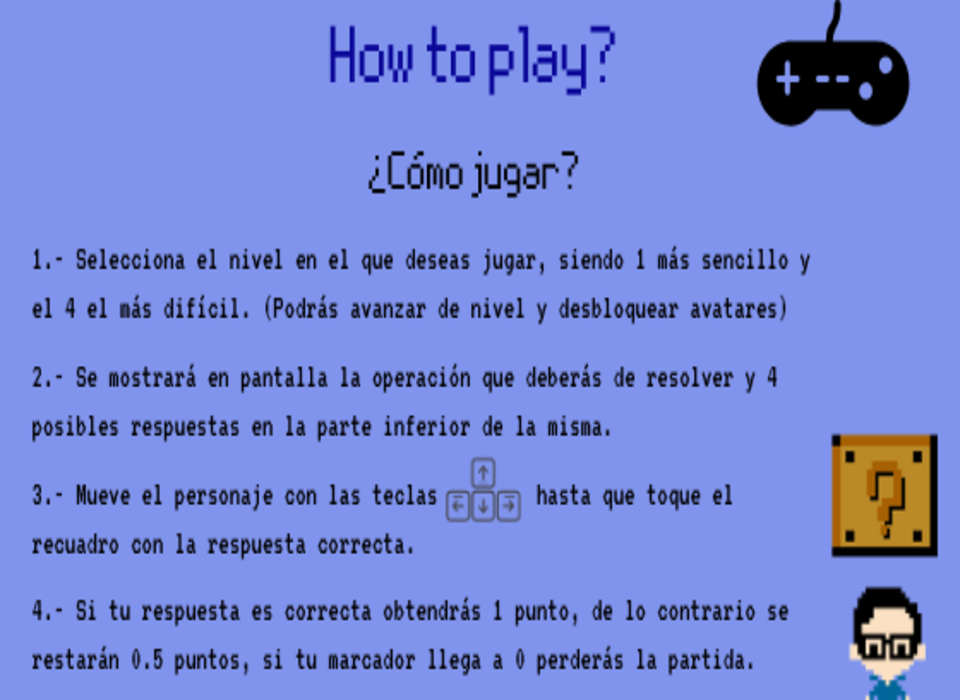 How to play?
¿Cómo jugar?
1.- Selecciona el nivel en el que deseas jugar, siendo 1 más sencillo y
el 4 el más difícil. (Podrás avanzar de nivel y desbloquear avatares)
2.- Se mostrará en pantalla la operación que deberás de resolver y 4
posibles respuestas en la parte inferior de la misma.
3.- Mueve el personaje con las teclas ↑ ← ↓ → hasta que toque el
recuadro con la respuesta correcta.
4.- Si tu respuesta es correcta obtendrás 1 punto, de lo contrario se
restarán 0.5 puntos, si tu marcador llega a 0 perderás la partida.
?